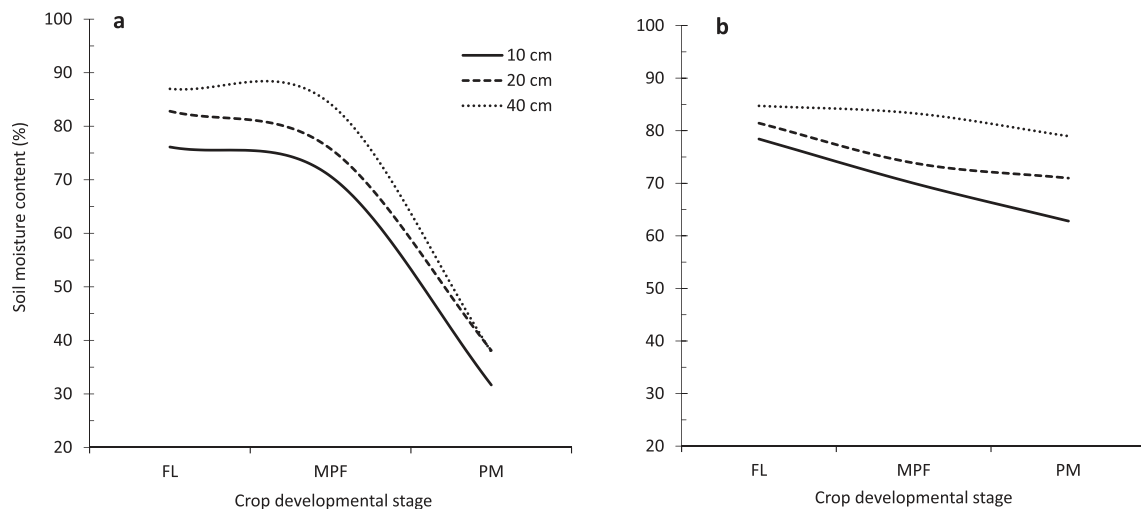 a
100
90
80
70
60
50
40
30
20
Soil moisture content (%)
10 cm
20 cm
40 cm
FL MPF PM
Crop developmental stage
b
100
90
80
70
60
50
40
30
20
FL MPF PM
Crop developmental stage